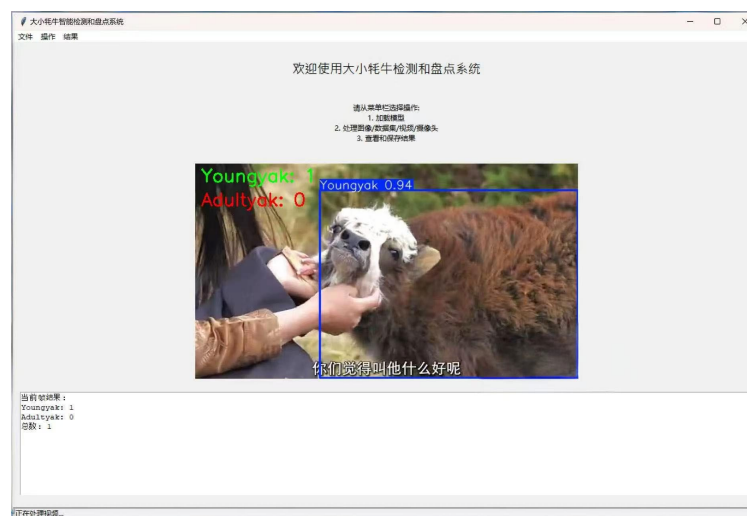 大小牦牛智能检测和盘点系统
文件 操作 结果
欢迎使用大小牦牛检测和盘点系统
请从菜单栏选择操作:
1. 加载模型
2. 处理图像/数据集/视频/摄像头
3. 查看和保存结果
Youngyak: 1
Youngyak 0.94
Adultyak: 0
你们觉得叫他什么好呢
当前帧结果:
Youngyak: 1
Adultyak: 0
总数: 1
正在处理视频...